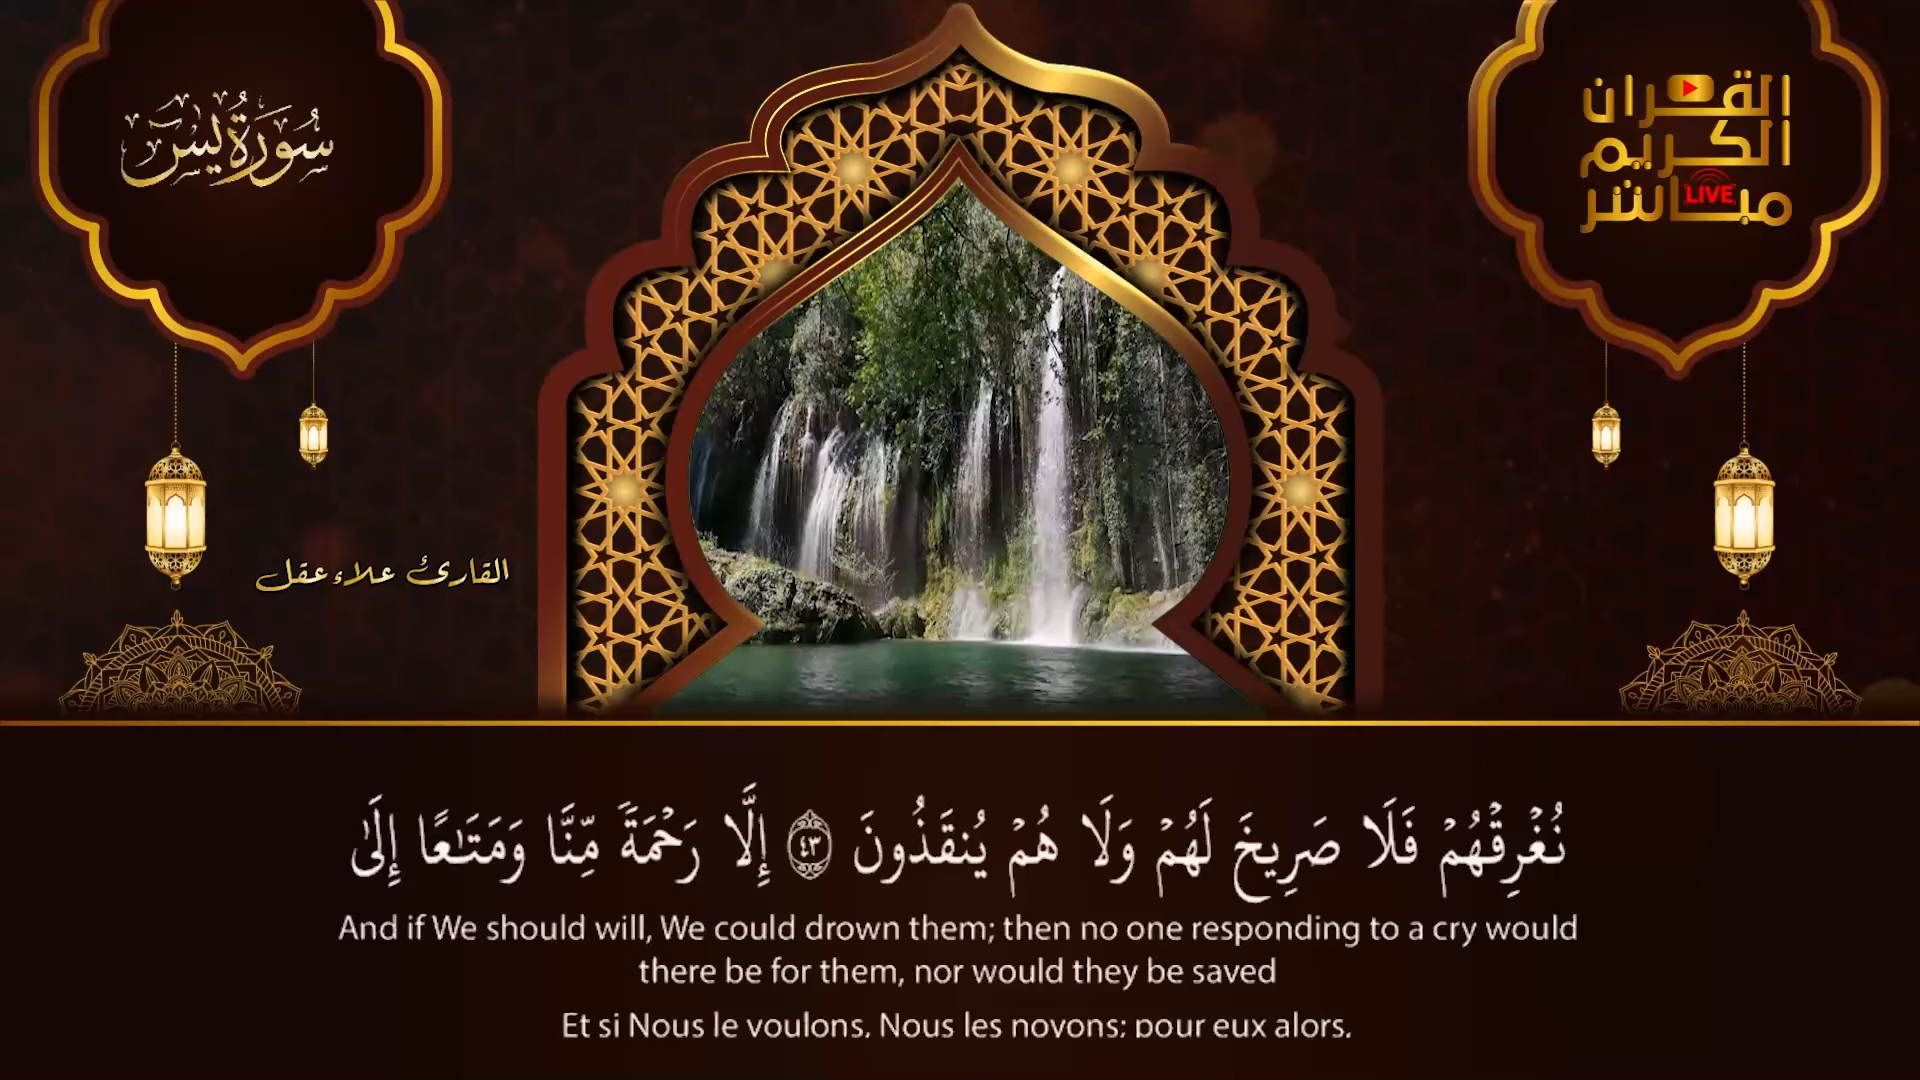 سُورَةُ يسٓ
القران
الكريم
مباشر
LIVE
القارئ علاء عقل
نُغۡرِقۡهُمۡ فَلَا صَرِيخَ لَهُمۡ وَلَا هُمۡ يُنقَذُونَ ٤٣ إِلَّا رَحۡمَةٗ مِّنَّا وَمَتَٰعًا إِلَىٰ
And if We should will, We could drown them; then no one responding to a cry would
there be for them, nor would they be saved
Et si Nous le voulons, Nous les noyons; pour eux alors,